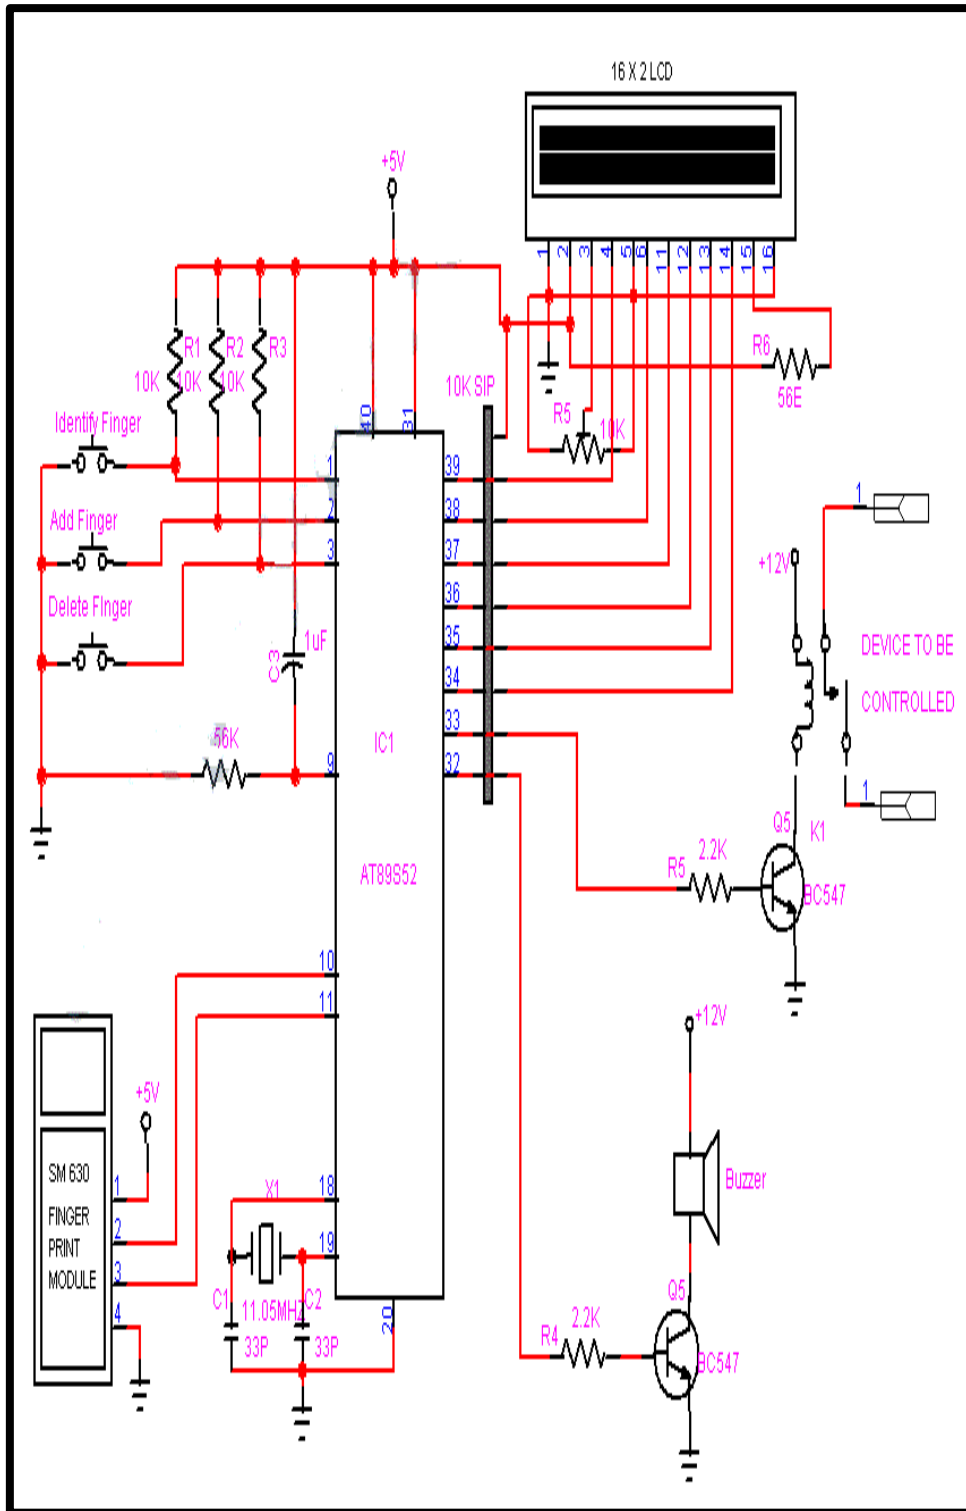 16 X 2 LCD
+5V
1 2 3 4 5 6 11 12 13 14 15 16
R1 R2 R3
10K 10K 10K
10K SIP
R6
56E
R5
10K
40 31
Identify Finger
Add Finger
Delete FInger
1
2
3
39
38
37
36
35
34
33
32
1
+12V
DEVICE TO BE
CONTROLLED
1
1uF
C3
56K
9
IC1
AT89S52
Q5
K1
2.2K
R5
BC547
10
11
+12V
+5V
SM 630
FINGER
PRINT
MODULE
1
2
3
4
X1
18
19
C1
11.05MHZ
C2
33P
33P
20
Buzzer
Q5
2.2K
R4
BC547